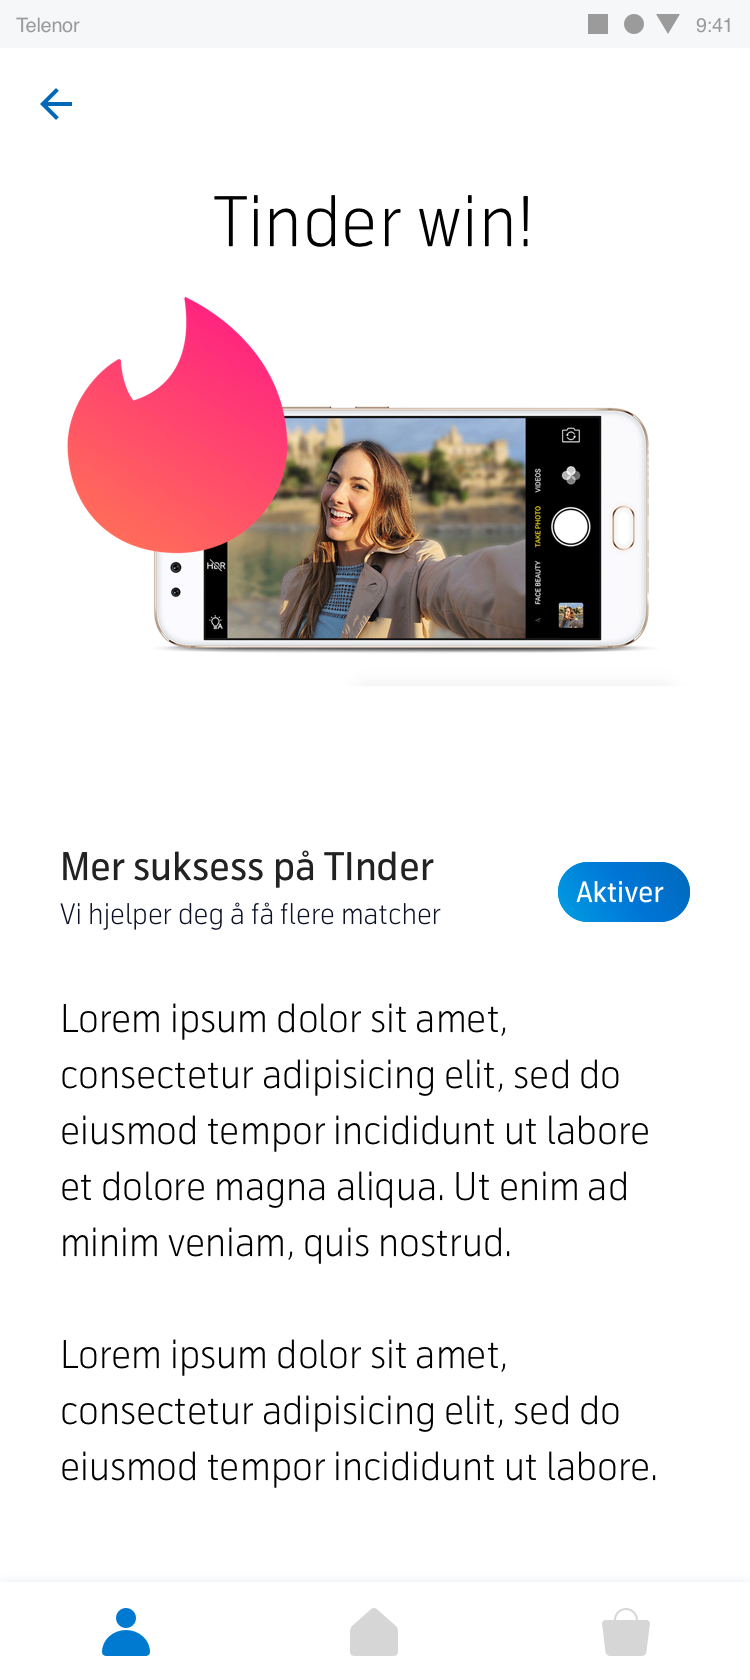 Telenor
9:41
Tinder win!
VIDEOS
TAKE PHOTO
FACE BEAUTY
HDR
A
A
Mer suksess på TInder
Vi hjelper deg å få flere matcher
Aktiver
Lorem ipsum dolor sit amet,
consectetur adipisicing elit, sed do
eiusmod tempor incididunt ut labore
et dolore magna aliqua. Ut enim ad
minim veniam, quis nostrud.
Lorem ipsum dolor sit amet,
consectetur adipisicing elit, sed do
eiusmod tempor incididunt ut labore.